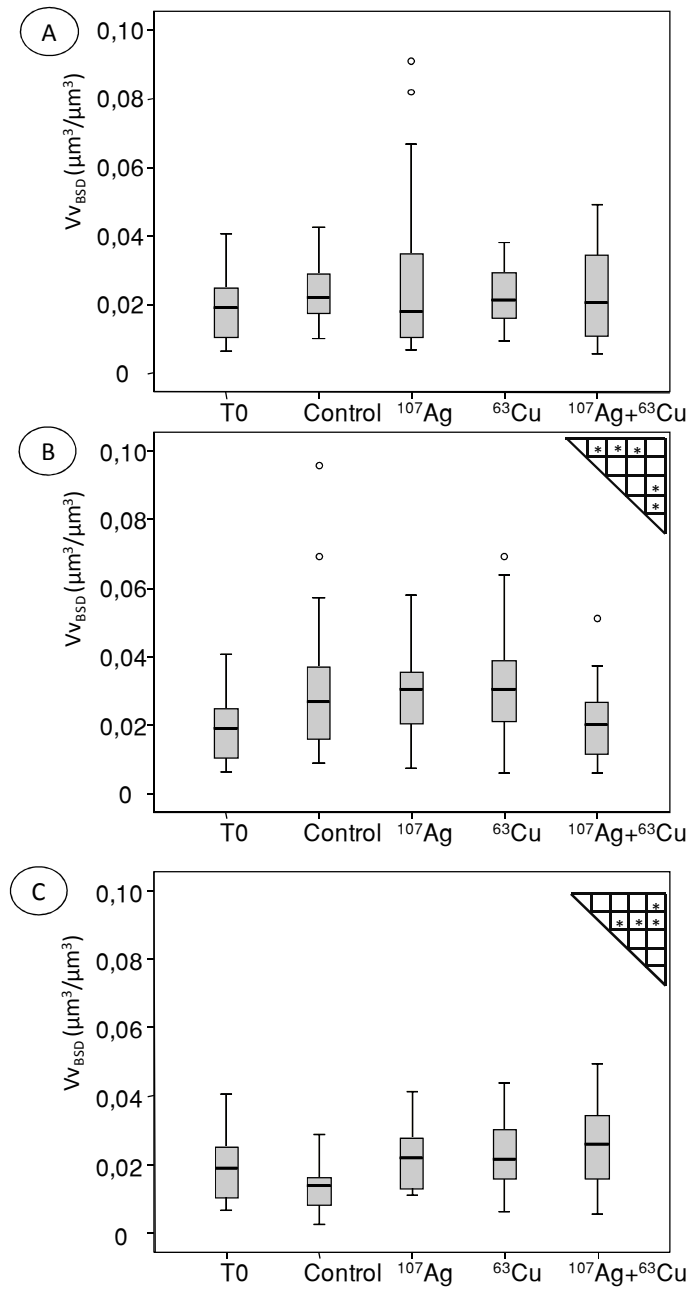 A
0,10
0,08
0,06
0,04
0,02
0
Vv_BSD (µm³/µm³)
T0 Control ¹⁰⁷Ag ⁶³Cu ¹⁰⁷Ag+⁶³Cu
B
0,10
0,08
0,06
0,04
0,02
0
Vv_BSD (µm³/µm³)
* * *
*
*
T0 Control ¹⁰⁷Ag ⁶³Cu ¹⁰⁷Ag+⁶³Cu
C
0,10
0,08
0,06
0,04
0,02
0
Vv_BSD (µm³/µm³)
*
* * *
T0 Control ¹⁰⁷Ag ⁶³Cu ¹⁰⁷Ag+⁶³Cu